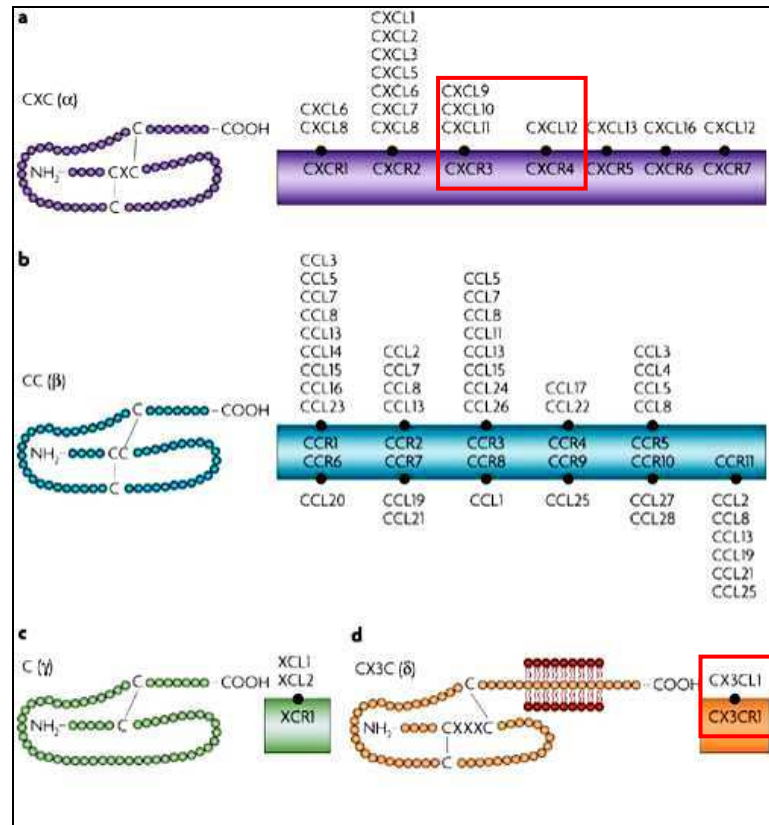 a
CXCL1
CXCL2
CXCL3
CXCL5
CXCL6 CXCL6 CXCL9
CXCL7 CXCL10
CXC (α)
CXCL8 CXCL8 CXCL11 CXCL12 CXCL13 CXCL16 CXCL12
C -COOH
NH2- CXC
C
CXCR1 CXCR2 CXCR3 CXCR4 CXCR5 CXCR6 CXCR7
b
CCL3
CCL5 CCL5
CCL7 CCL7
CCL8 CCL8
CCL13 CCL11
CCL14 CCL2 CCL13 CCL3
CCL15 CCL7 CCL15 CCL4
CC (β)
CCL16 CCL8 CCL24 CCL17 CCL5
CCL23 CCL13 CCL26 CCL22 CCL8
C -COOH
NH2- CC
C
CCR1 CCR2 CCR3 CCR4 CCR5
CCR6 CCR7 CCR8 CCR9 CCR10 CCR11
CCL20 CCL19 CCL1 CCL25 CCL27 CCL2
CCL21 CCL28 CCL8
CCL13
CCL19
CCL21
CCL25
c
C (γ)
C COOH
NH2- C
XCL1
XCL2
XCR1
d
CX3C (δ)
C -COOH
NH2- CXXXC
C
CX3CL1
CX3CR1